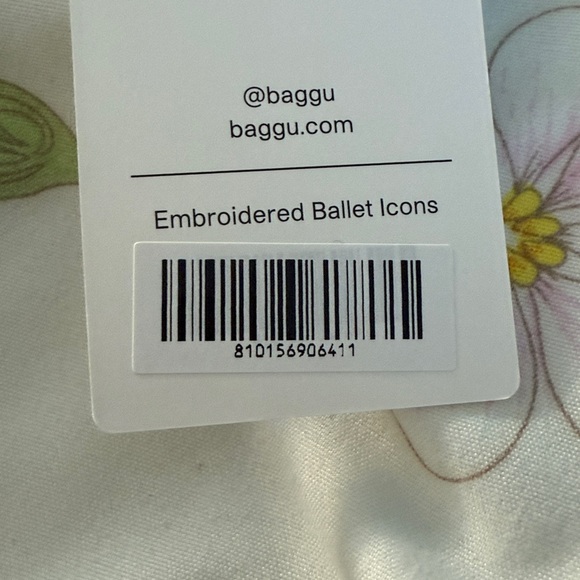 @baggu
baggu.com
Embroidered Ballet Icons
810156906411